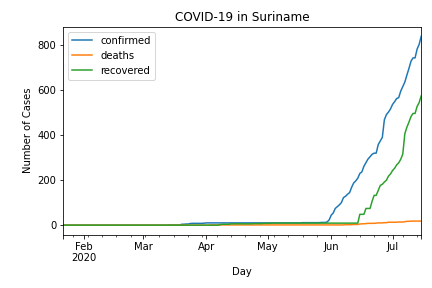 COVID-19 in Suriname
confirmed
deaths
recovered
Number of Cases
800
600
400
200
0
Feb Mar Apr May Jun Jul
2020
Day